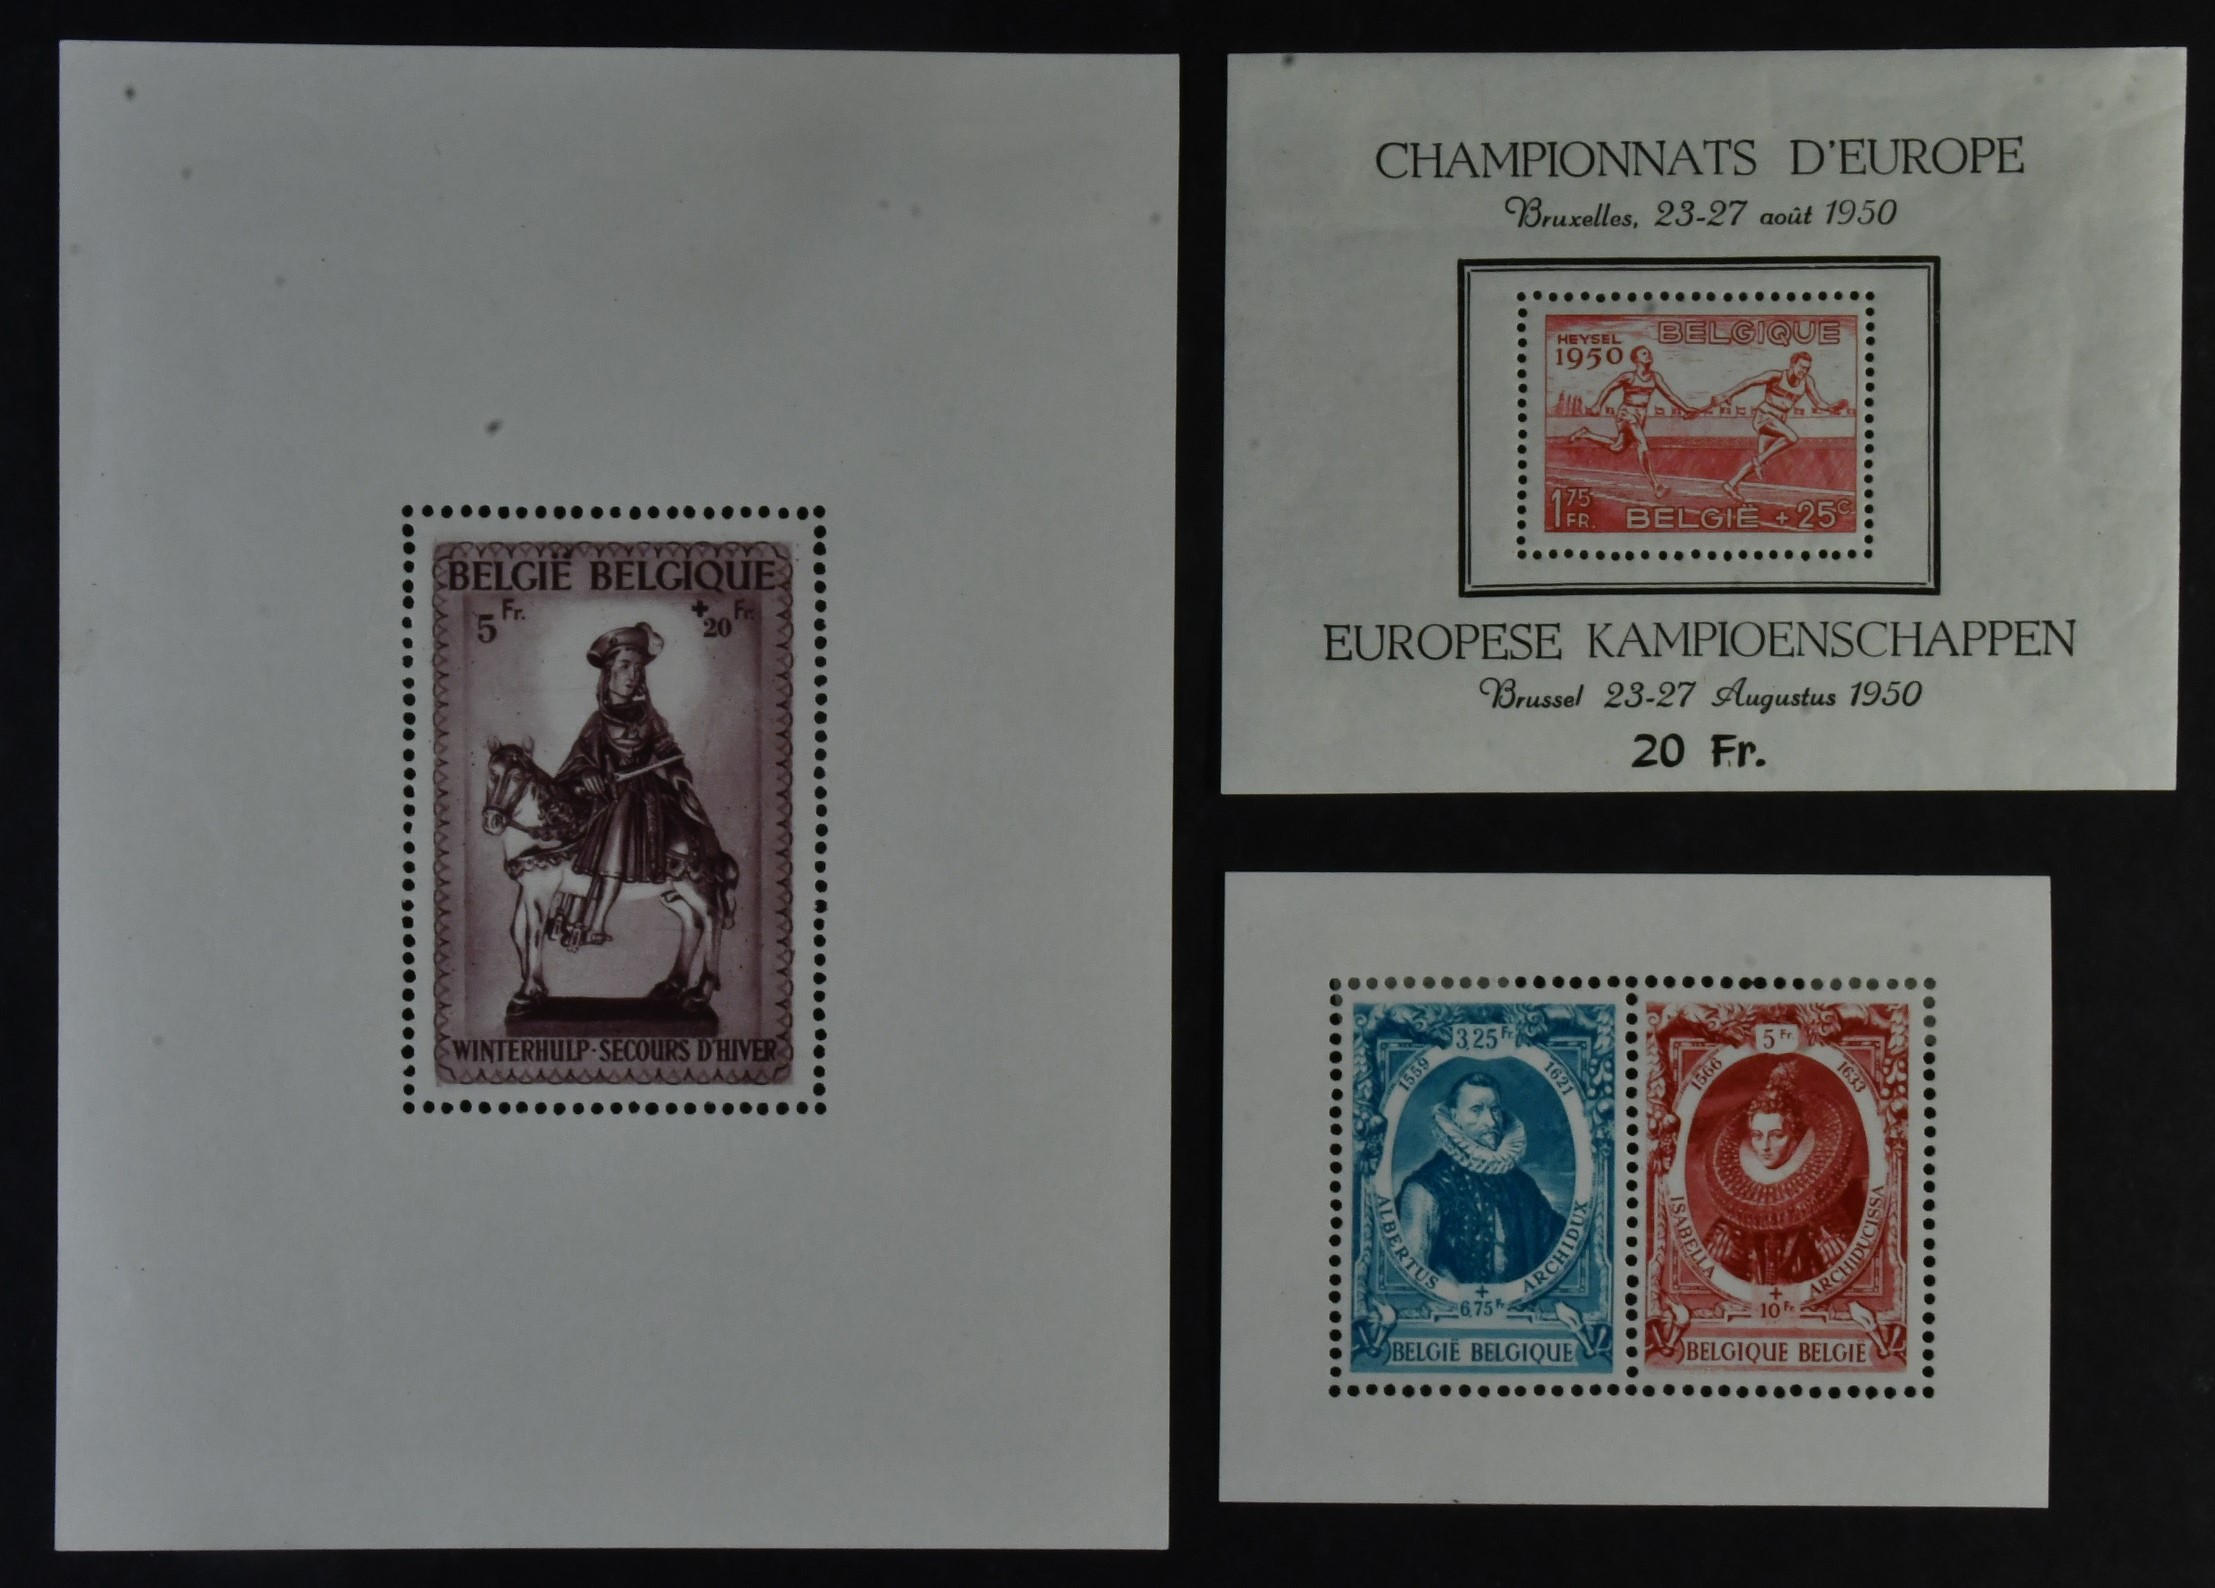 BELGIË BELGIQUE
5 Fr. + 20 Fr.
WINTERHULP-SECOURS D'HIVER
CHAMPIONNATS D'EUROPE
Bruxelles, 23-27 août 1950
HEYSEL BELGIQUE
1950
1 75 FR. BELGIË + 25 C
EUROPESE KAMPIOENSCHAPPEN
Brussel 23-27 Augustus 1950
20 Fr.
3,25 Fr
1559 1621
ALBERTUS ARCHIDUX
+
6,75 Fr
BELGIË BELGIQUE
5 Fr
1566 1633
ISABELLA ARCHIDUCISSA
+
10 Fr
BELGIQUE BELGIË